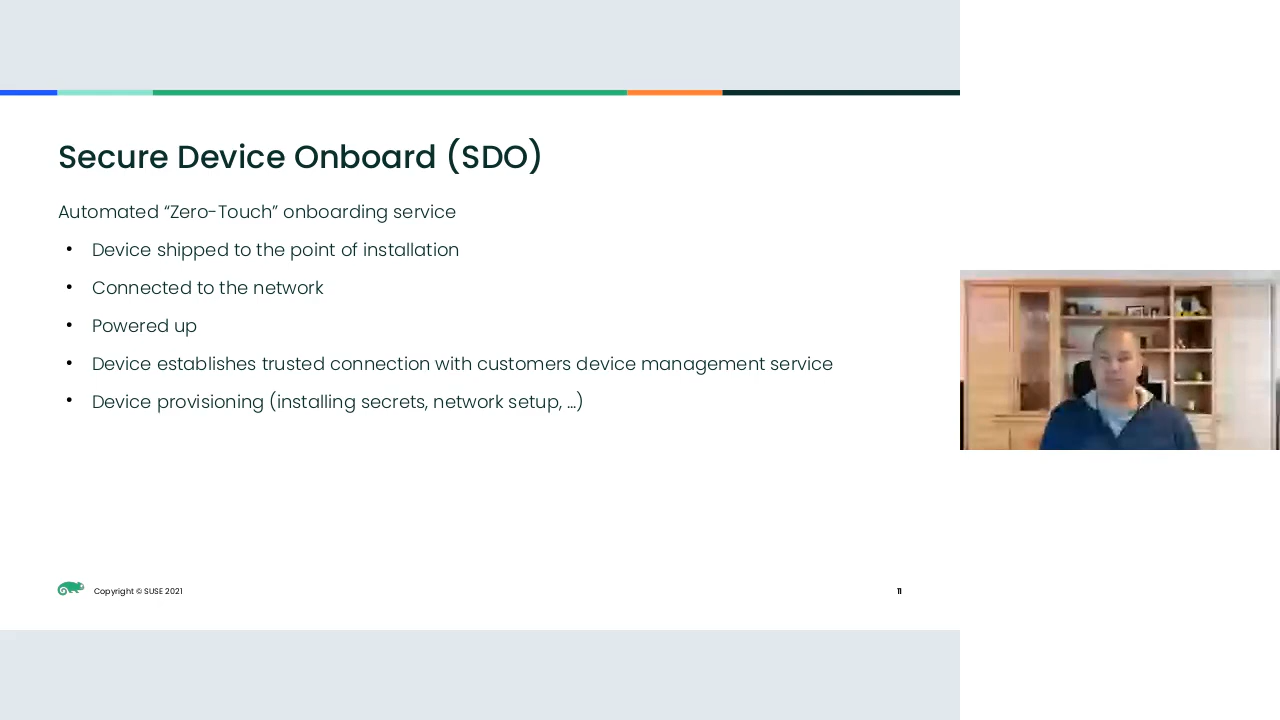 Secure Device Onboard (SDO)
Automated “Zero-Touch” onboarding service
• Device shipped to the point of installation
• Connected to the network
• Powered up
• Device establishes trusted connection with customers device management service
• Device provisioning (installing secrets, network setup, …)
Copyright © SUSE 2021
11